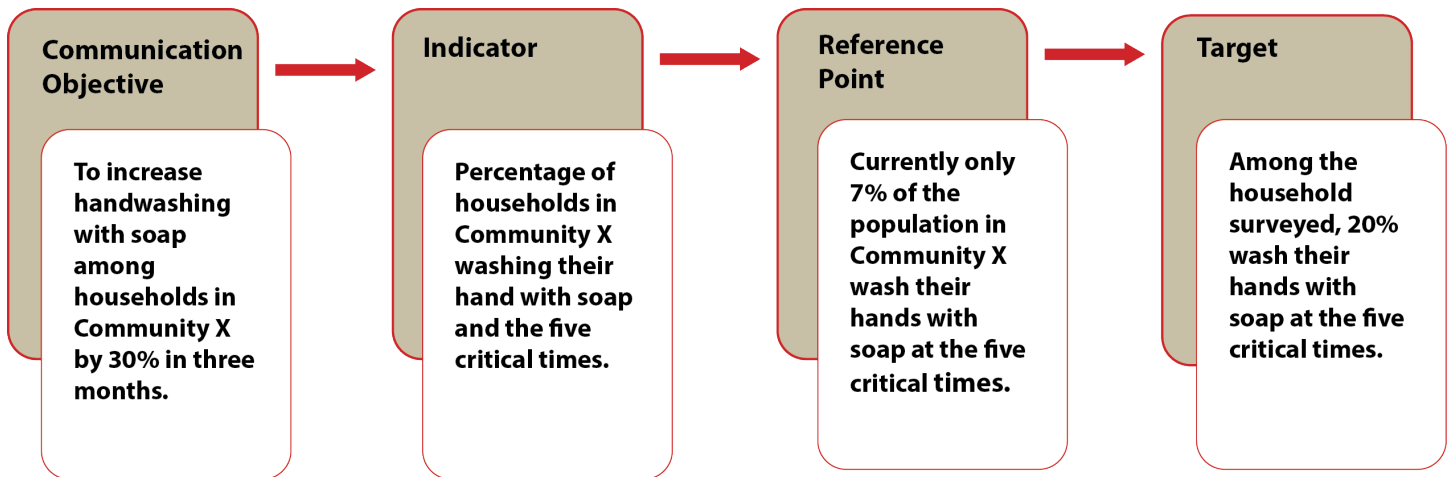 Communication
Objective
To increase
handwashing
with soap
among
households in
Community X
by 30% in three
months.
Indicator
Percentage of
households in
Community X
washing their
hand with soap
and the five
critical times.
Reference
Point
Currently only
7% of the
population in
Community X
wash their
hands with
soap at the five
critical times.
Target
Among the
household
surveyed, 20%
wash their
hands with
soap at the five
critical times.